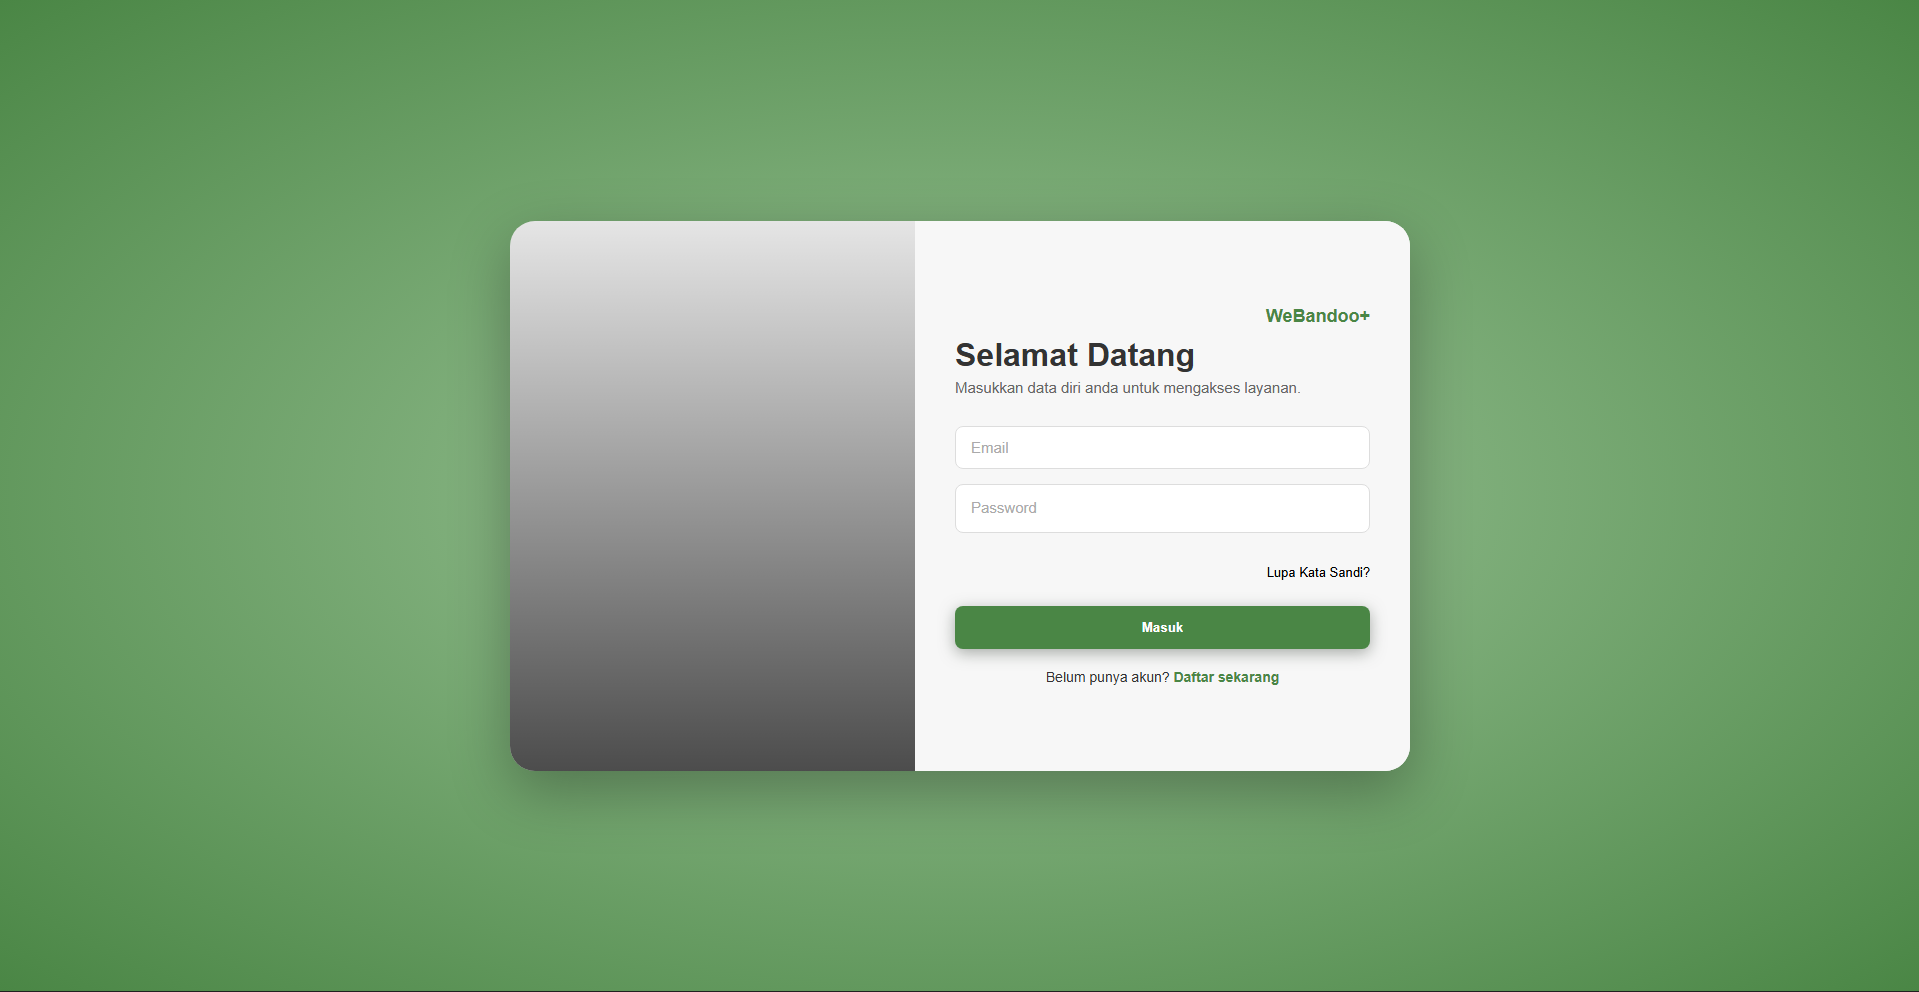 WeBandoo+
Selamat Datang
Masukkan data diri anda untuk mengakses layanan.
Email
Password
Lupa Kata Sandi?
Masuk
Belum punya akun? Daftar sekarang